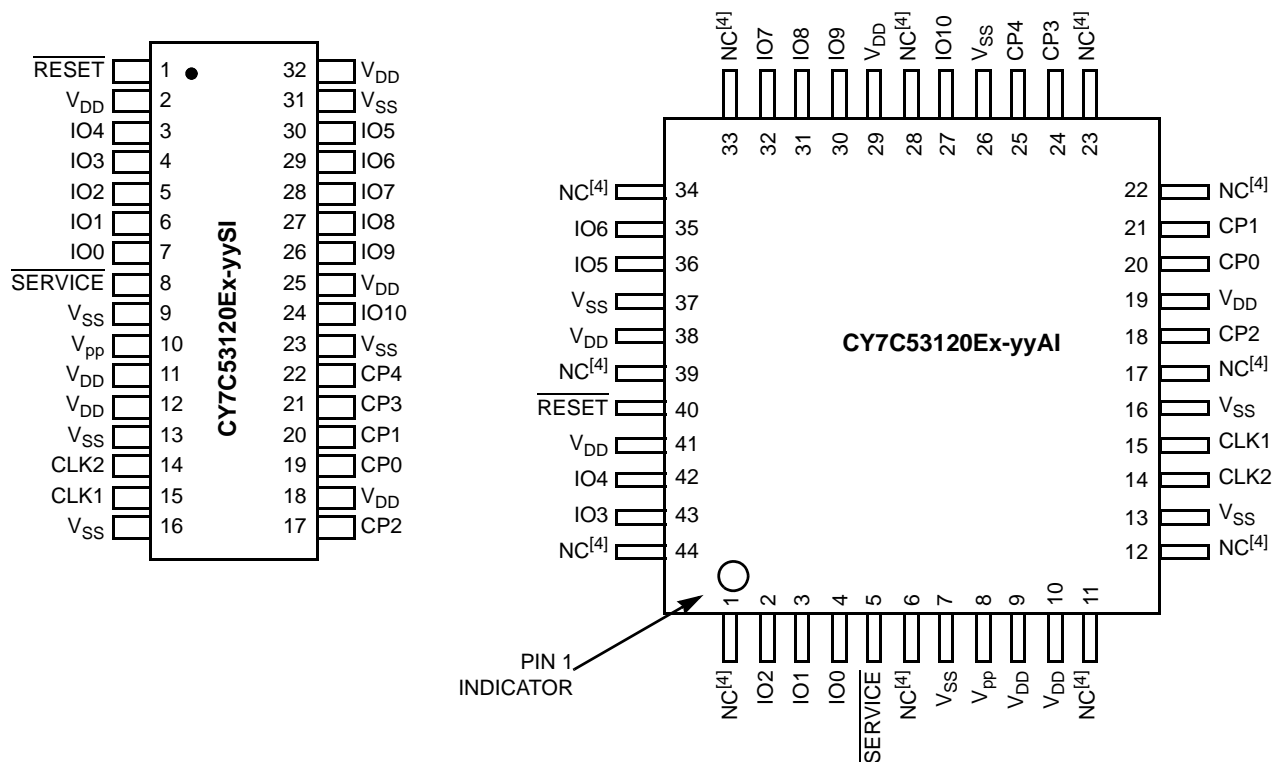 RESET 1 32 VDD
VDD 2 31 VSS
IO4 3 30 IO5
IO3 4 29 IO6
IO2 5 28 IO7
IO1 6 27 IO8
IO0 7 26 IO9
SERVICE 8 25 VDD
VSS 9 24 IO10
Vpp 10 23 VSS
VDD 11 22 CP4
VDD 12 21 CP3
VSS 13 20 CP1
CLK2 14 19 CP0
CLK1 15 18 VDD
VSS 16 17 CP2
CY7C53120Ex-yySI
NC[4] IO7 IO8 IO9 VDD NC[4] IO10 VSS CP4 CP3 NC[4]
33 32 31 30 29 28 27 26 25 24 23
NC[4] 34 22 NC[4]
IO6 35 21 CP1
IO5 36 20 CP0
VSS 37 19 VDD
VDD 38 18 CP2
CY7C53120Ex-yyAI
NC[4] 39 17 NC[4]
RESET 40 16 VSS
VDD 41 15 CLK1
IO4 42 14 CLK2
IO3 43 13 VSS
NC[4] 44 12 NC[4]
1 2 3 4 5 6 7 8 9 10 11
NC[4] IO2 IO1 IO0 SERVICE NC[4] VSS Vpp VDD VDD NC[4]
PIN 1
INDICATOR